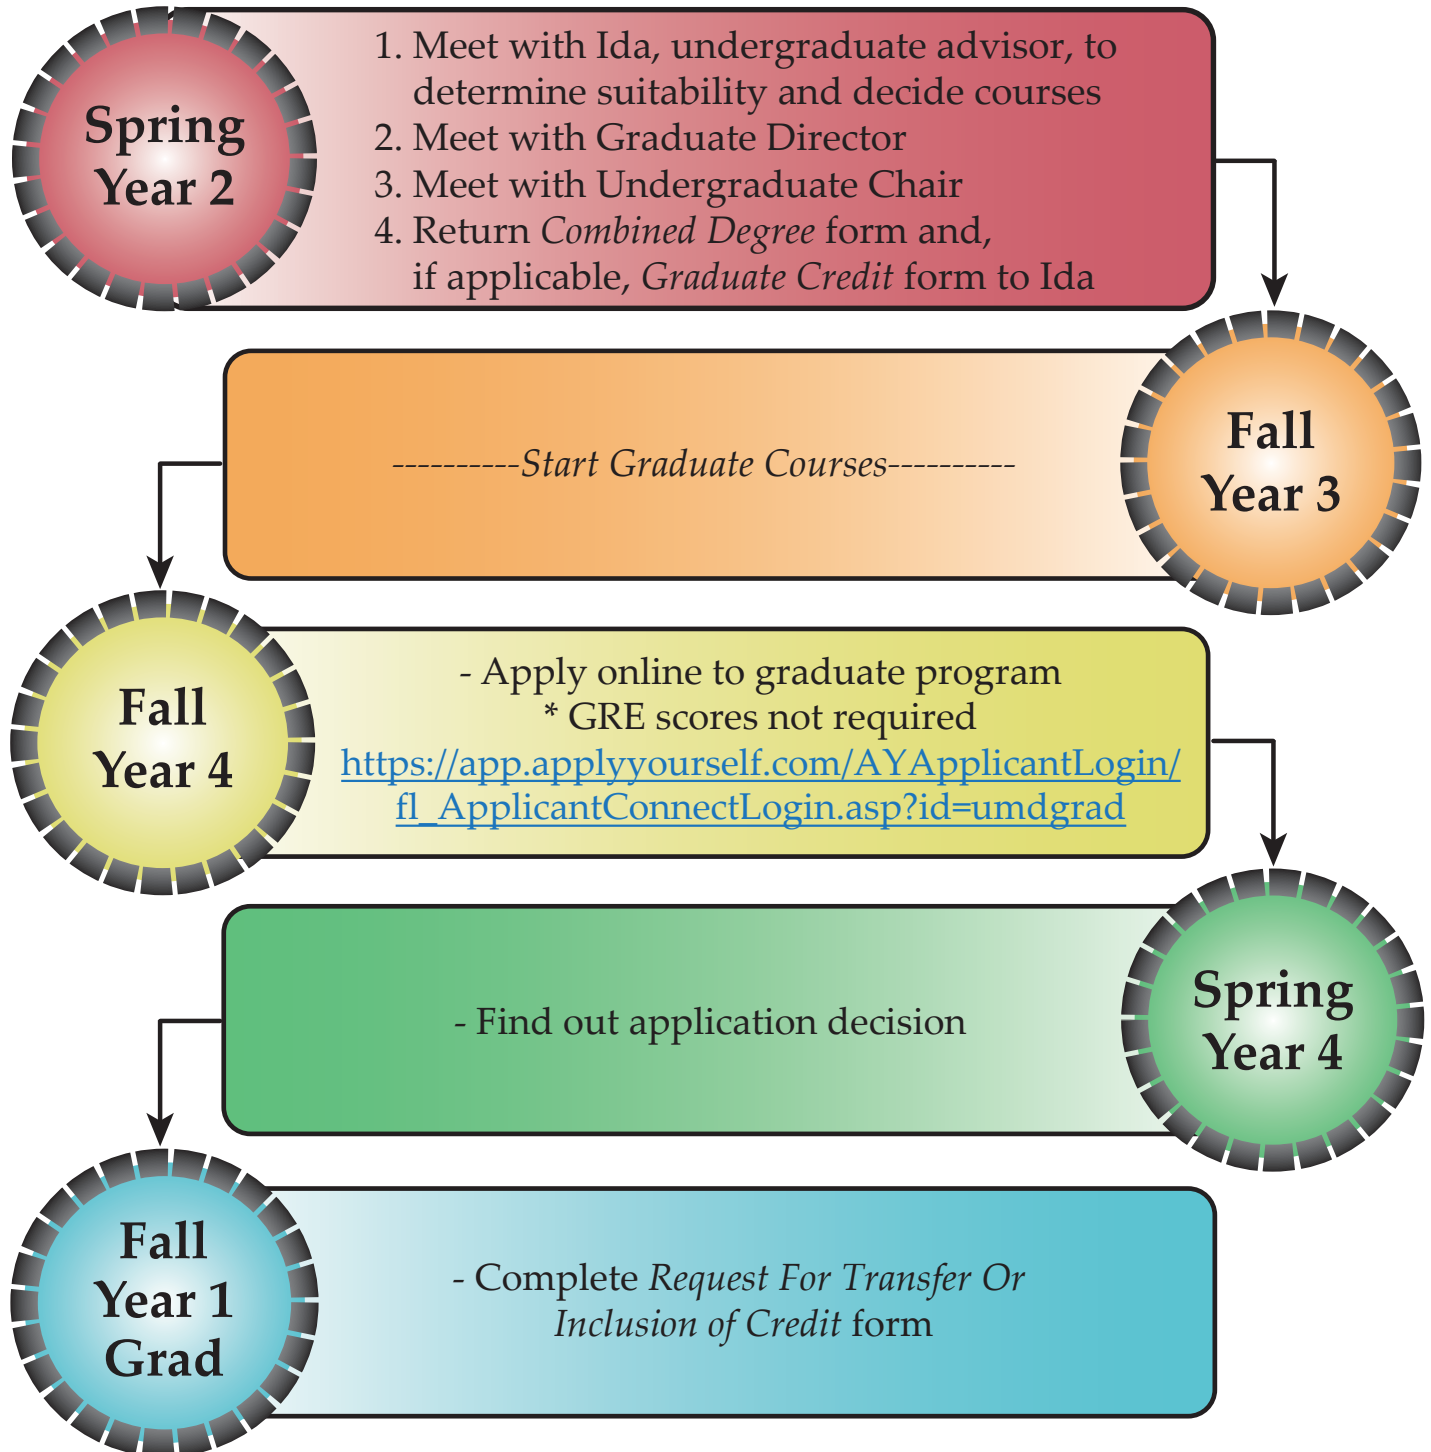 Spring
Year 2
1. Meet with Ida, undergraduate advisor, to
determine suitability and decide courses
2. Meet with Graduate Director
3. Meet with Undergraduate Chair
4. Return Combined Degree form and,
if applicable, Graduate Credit form to Ida
Fall
Year 3
----------Start Graduate Courses----------
Fall
Year 4
- Apply online to graduate program
* GRE scores not required
https://app.applyyourself.com/AYApplicantLogin/
fl_ApplicantConnectLogin.asp?id=umdgrad
Spring
Year 4
- Find out application decision
Fall
Year 1
Grad
- Complete Request For Transfer Or
Inclusion of Credit form